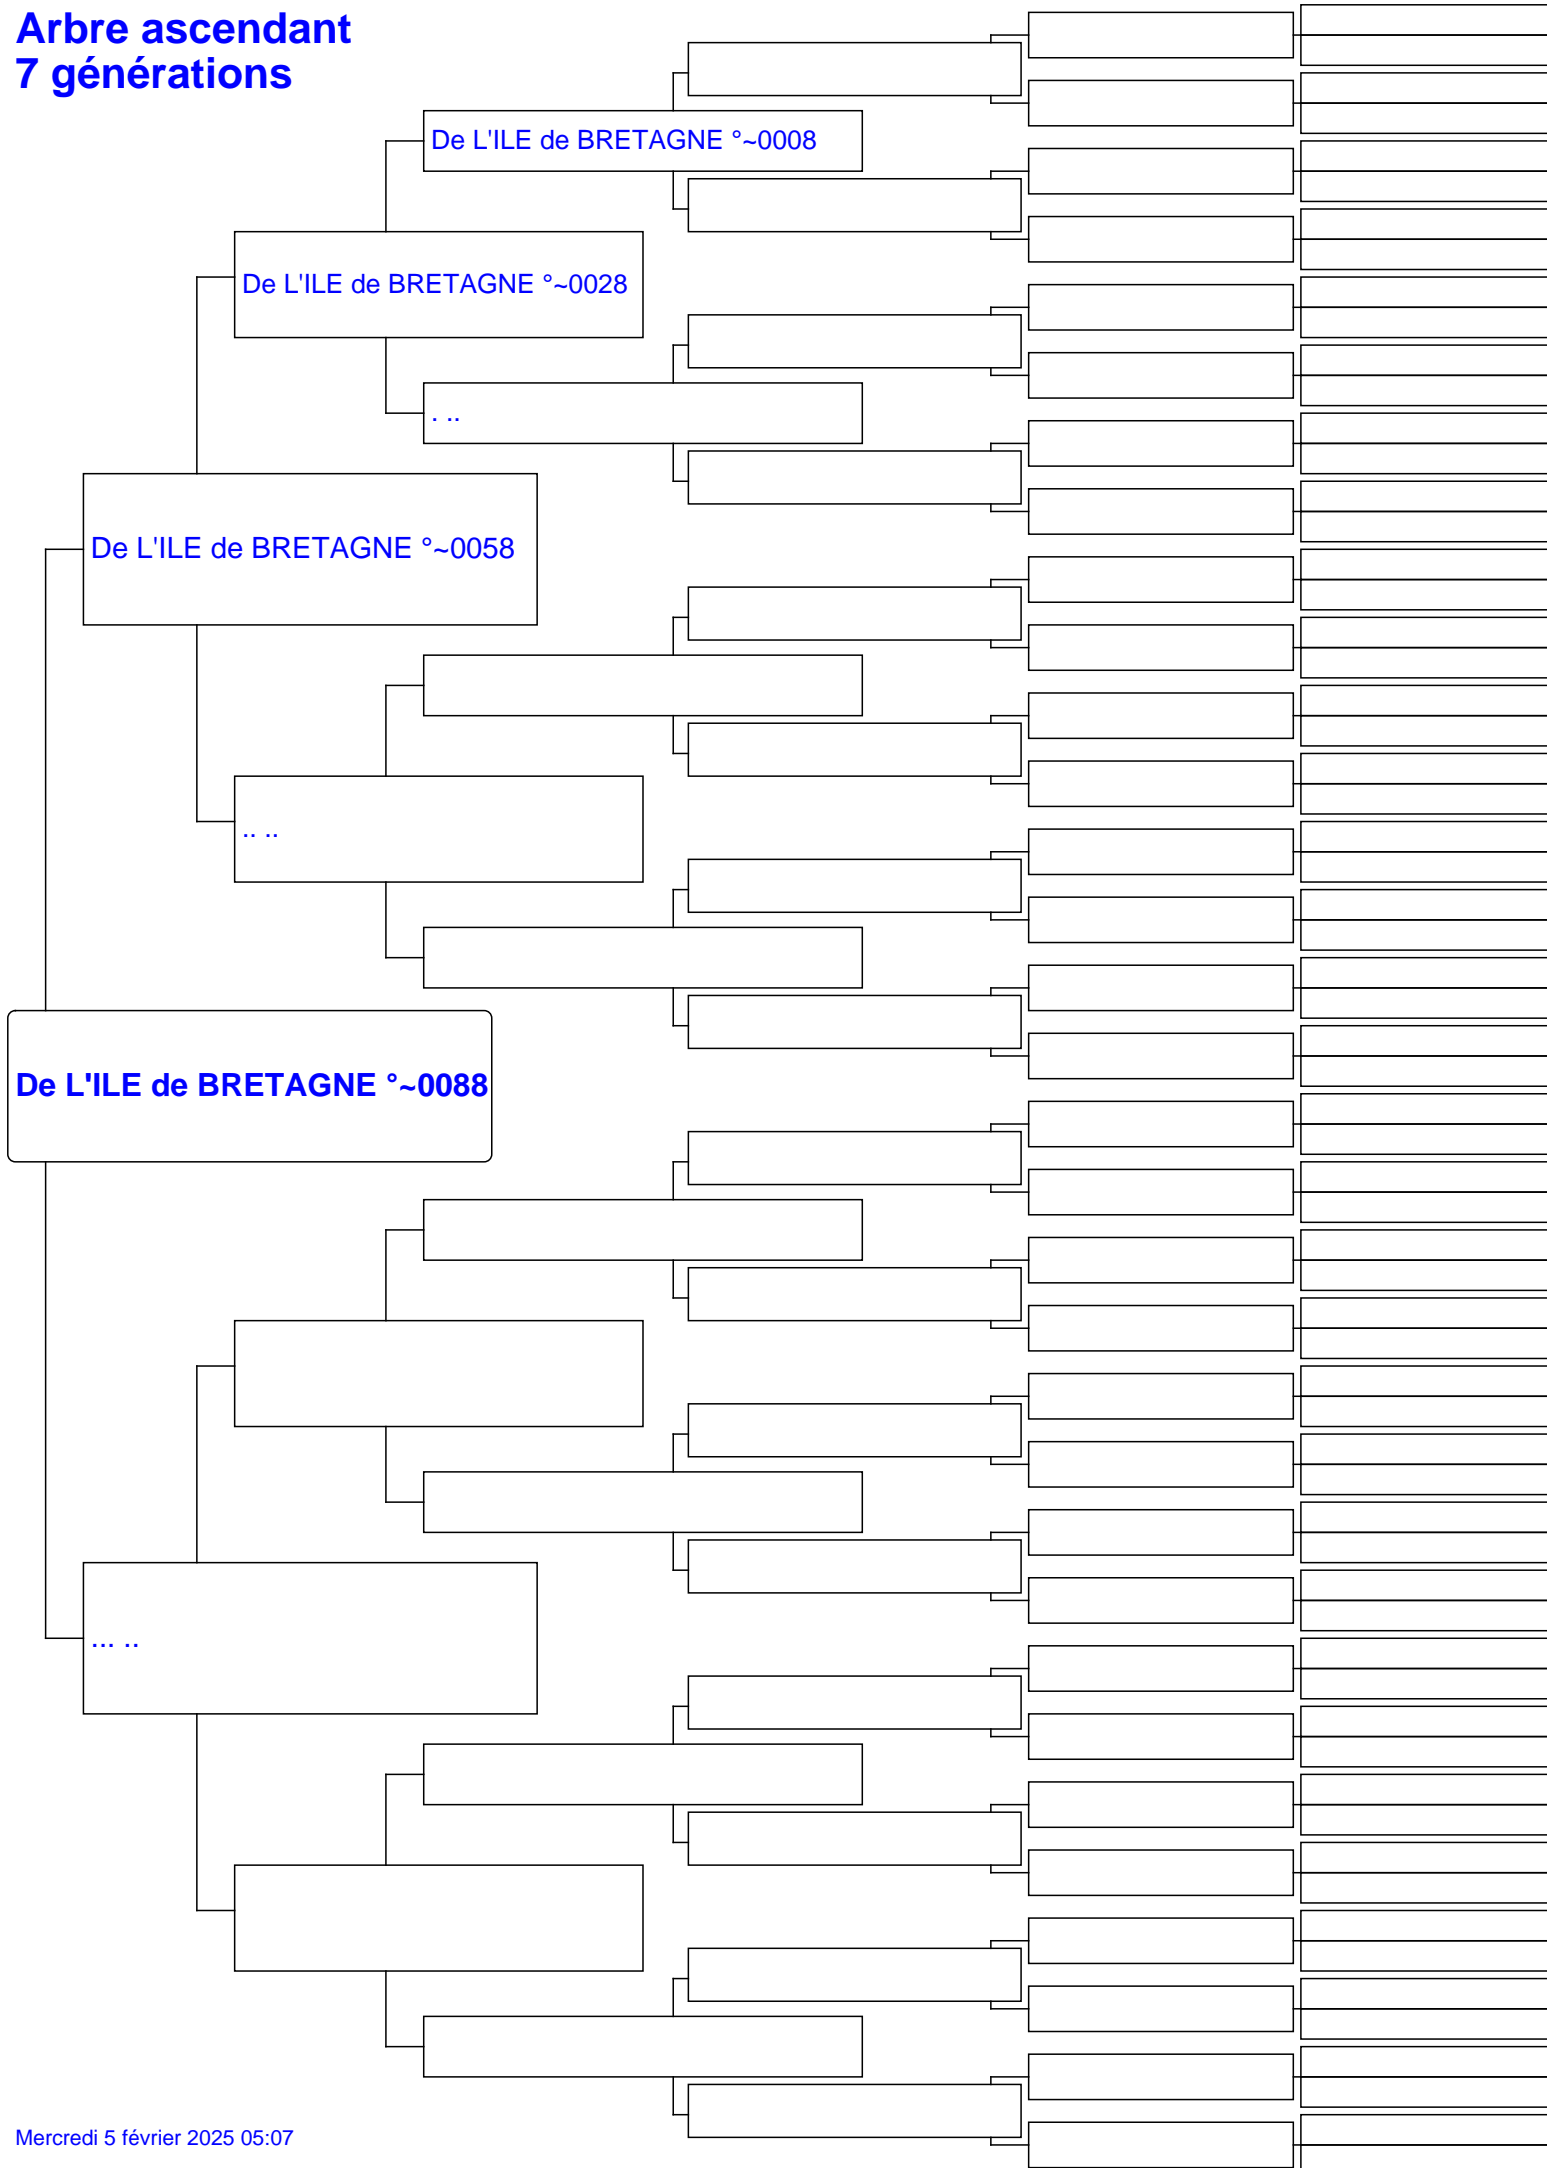 Arbre ascendant
7 générations
De L'ILE de BRETAGNE °~0008
De L'ILE de BRETAGNE °~0028
. ..
De L'ILE de BRETAGNE °~0058
.. ..
De L'ILE de BRETAGNE °~0088
... ..
Mercredi 5 février 2025 05:07